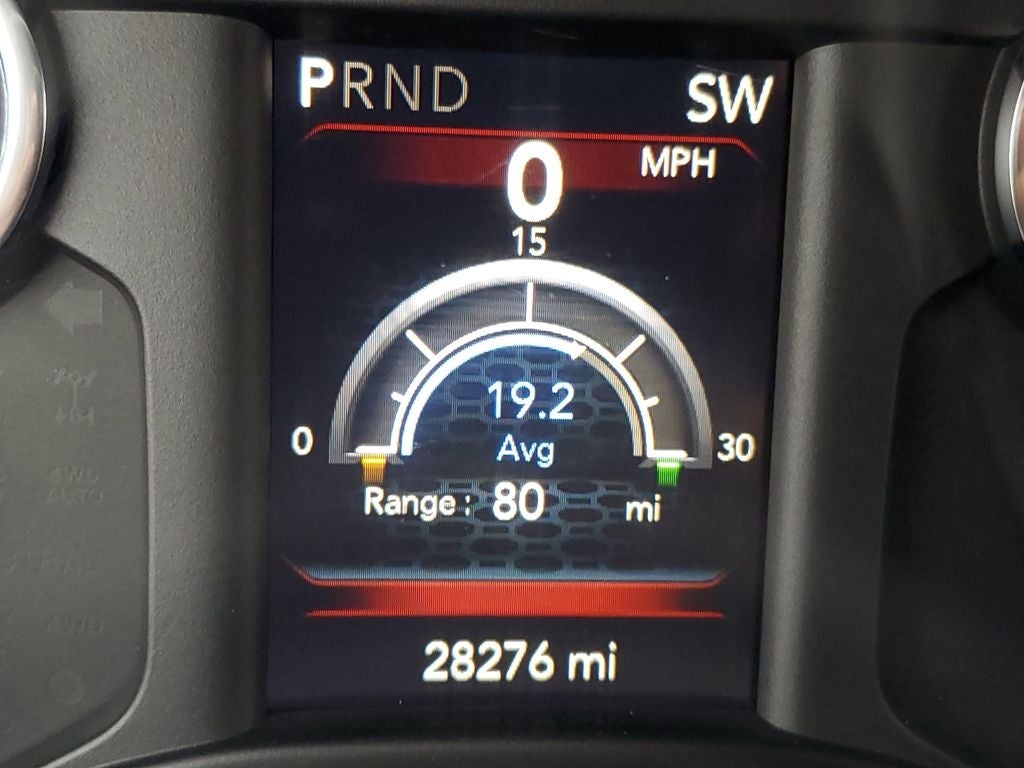 PRND SW
0 MPH
15
19.2
0 Avg 30
Range: 80 mi
28276 mi